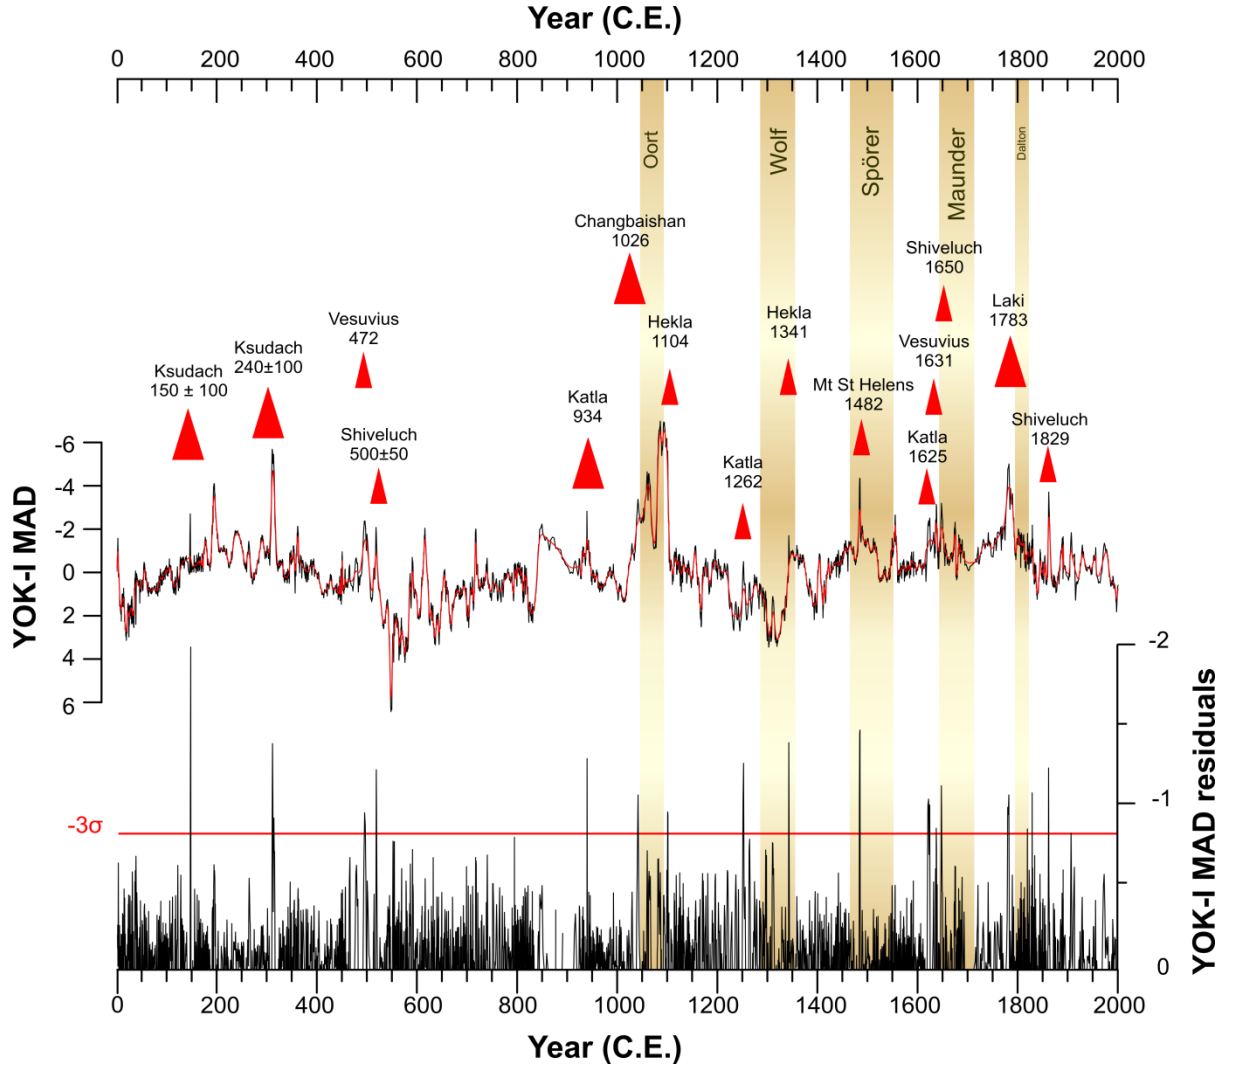 Year (C.E.)
0 200 400 600 800 1000 1200 1400 1600 1800 2000
Oort
Wolf
Spörer
Maunder
Dalton
Changbaishan
1026
Shiveluch
1650
Laki
1783
Hekla
1341
Hekla
1104
Vesuvius
472
Vesuvius
1631
Ksudach
240±100
Ksudach
150 ± 100
Mt St Helens
1482
Katla
934
Shiveluch
1829
Shiveluch
500±50
Katla
1625
Katla
1262
YOK-I MAD
-6
-4
-2
0
2
4
6
-3σ
-2
-1
0
YOK-I MAD residuals
0 200 400 600 800 1000 1200 1400 1600 1800 2000
Year (C.E.)